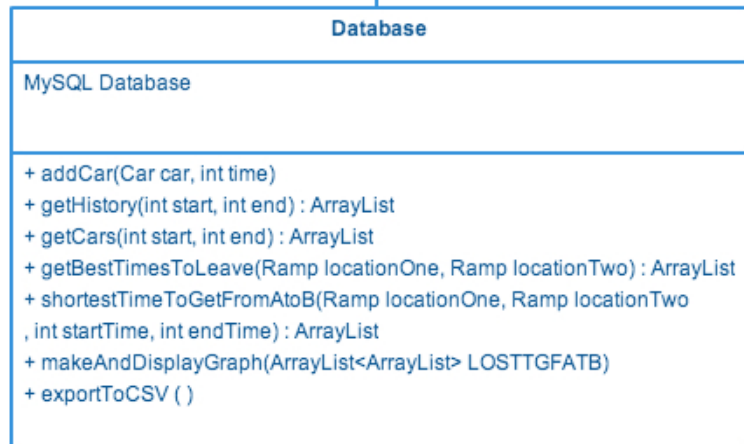 Database
MySQL Database
+ addCar(Car car, int time)
+ getHistory(int start, int end) : ArrayList
+ getCars(int start, int end) : ArrayList
+ getBestTimesToLeave(Ramp locationOne, Ramp locationTwo) : ArrayList
+ shortestTimeToGetFromAtoB(Ramp locationOne, Ramp locationTwo
, int startTime, int endTime) : ArrayList
+ makeAndDisplayGraph(ArrayList<ArrayList> LOSTTGFATB)
+ exportToCSV ( )